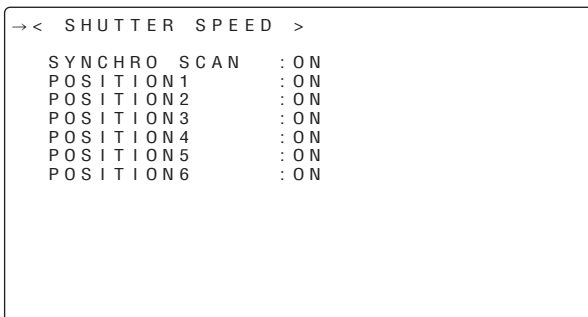 →< SHUTTER SPEED >
SYNCHRO SCAN :ON
POSITION1 :ON
POSITION2 :ON
POSITION3 :ON
POSITION4 :ON
POSITION5 :ON
POSITION6 :ON